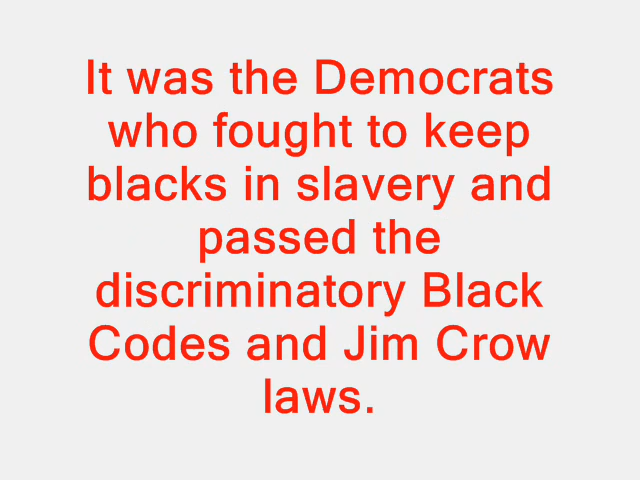 It was the Democrats
who fought to keep
blacks in slavery and
passed the
discriminatory Black
Codes and Jim Crow
laws.